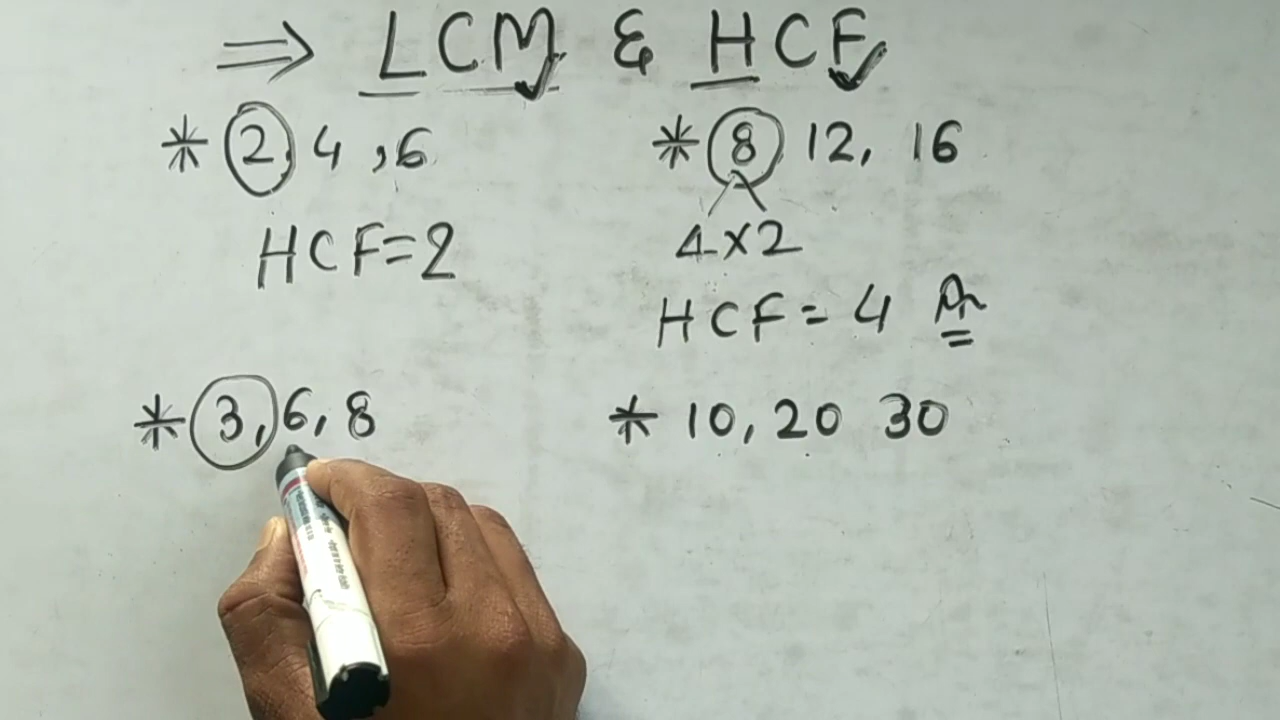 ⇒ LCM & HCF
* 2, 4, 6
HCF=2
* 8, 12, 16
4×2
HCF = 4
* 3, 6, 8
* 10, 20 30